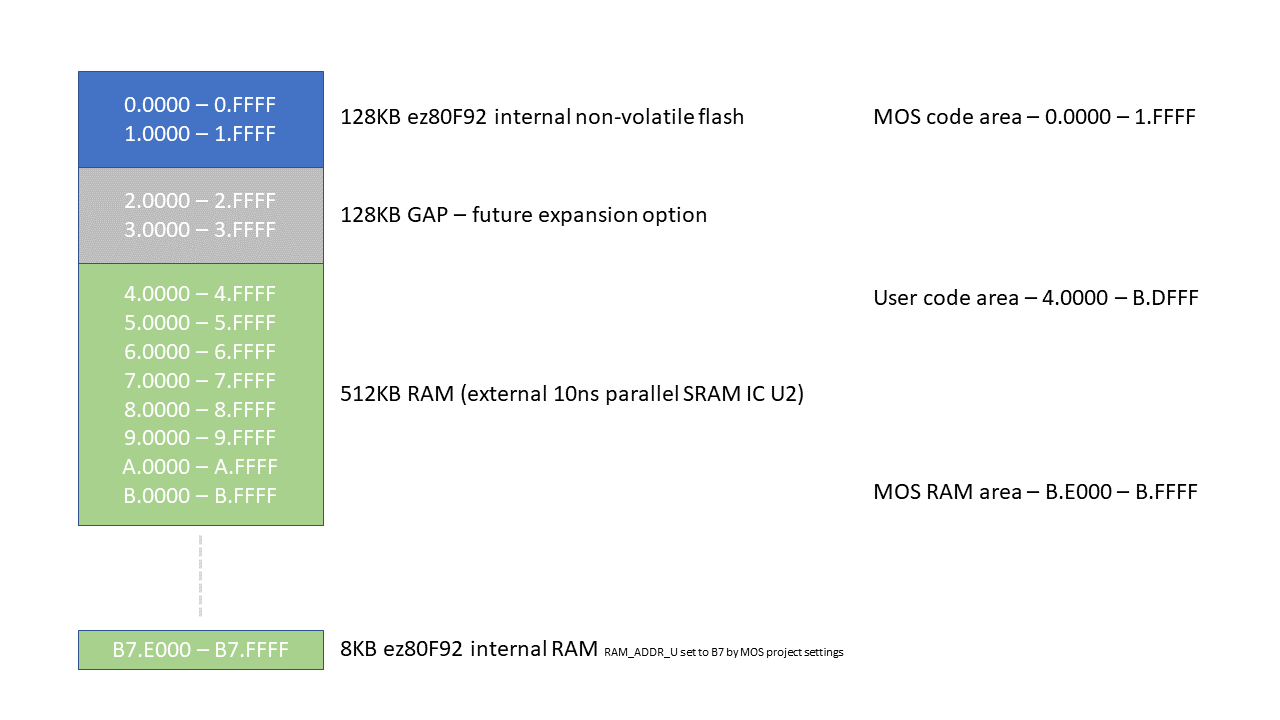 0.0000 – 0.FFFF
1.0000 – 1.FFFF
128KB ez80F92 internal non-volatile flash
MOS code area – 0.0000 – 1.FFFF
2.0000 – 2.FFFF
3.0000 – 3.FFFF
128KB GAP – future expansion option
4.0000 – 4.FFFF
5.0000 – 5.FFFF
6.0000 – 6.FFFF
7.0000 – 7.FFFF
8.0000 – 8.FFFF
9.0000 – 9.FFFF
A.0000 – A.FFFF
B.0000 – B.FFFF
512KB RAM (external 10ns parallel SRAM IC U2)
User code area – 4.0000 – B.DFFF
MOS RAM area – B.E000 – B.FFFF
B7.E000 – B7.FFFF
8KB ez80F92 internal RAM RAM_ADDR_U set to B7 by MOS project settings